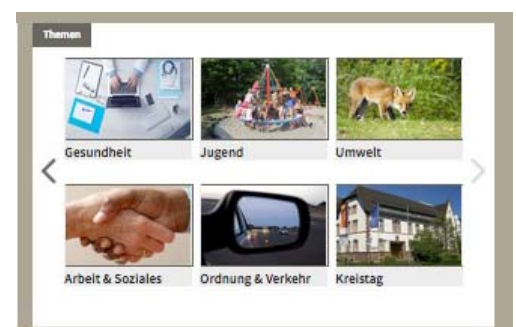 Themen
Gesundheit
Jugend
Umwelt
Arbeit & Soziales
Ordnung & Verkehr
Kreistag